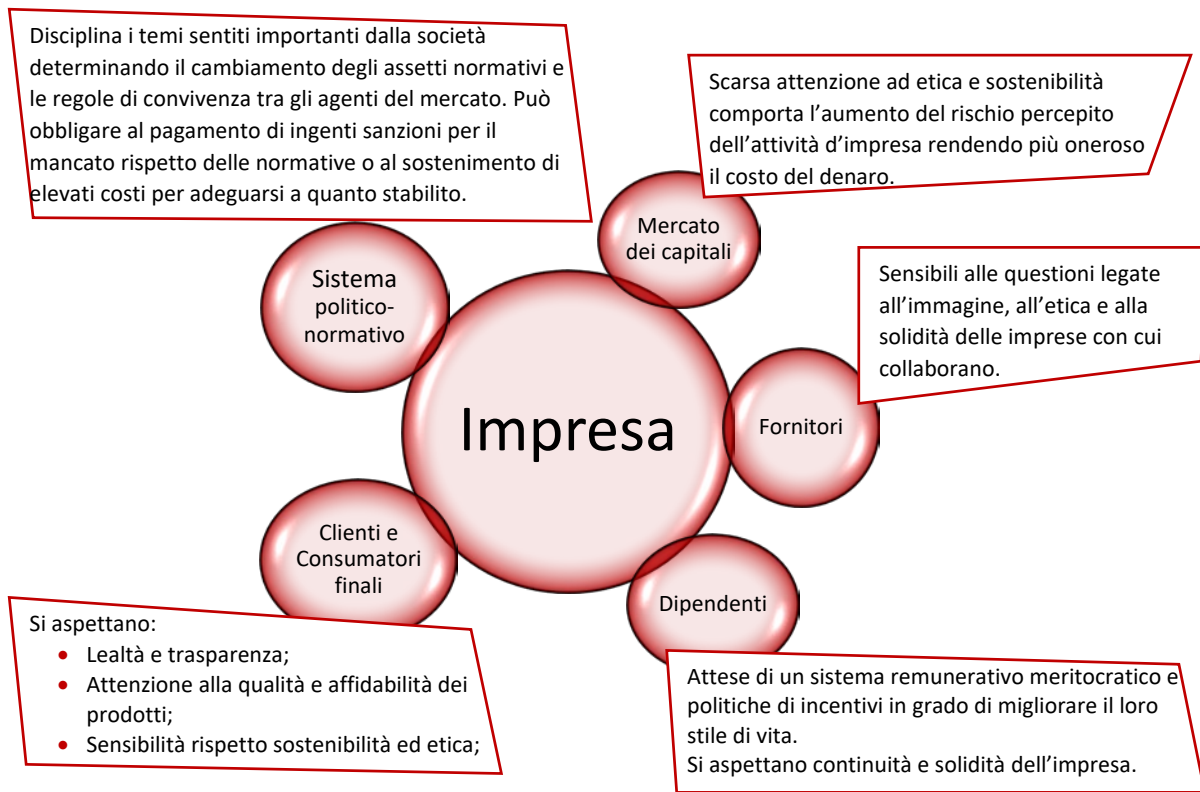 Disciplina i temi sentiti importanti dalla società
determinando il cambiamento degli assetti normativi e
le regole di convivenza tra gli agenti del mercato. Può
obbligare al pagamento di ingenti sanzioni per il
mancato rispetto delle normative o al sostenimento di
elevati costi per adeguarsi a quanto stabilito.
Scarsa attenzione ad etica e sostenibilità
comporta l’aumento del rischio percepito
dell’attività d’impresa rendendo più oneroso
il costo del denaro.
Mercato
dei capitali
Sistema
politico-
normativo
Sensibili alle questioni legate
all’immagine, all’etica e alla
solidità delle imprese con cui
collaborano.
Impresa
Fornitori
Clienti e
Consumatori
finali
Dipendenti
Si aspettano:
• Lealtà e trasparenza;
• Attenzione alla qualità e affidabilità dei
prodotti;
• Sensibilità rispetto sostenibilità ed etica;
Attese di un sistema remunerativo meritocratico e
politiche di incentivi in grado di migliorare il loro
stile di vita.
Si aspettano continuità e solidità dell’impresa.